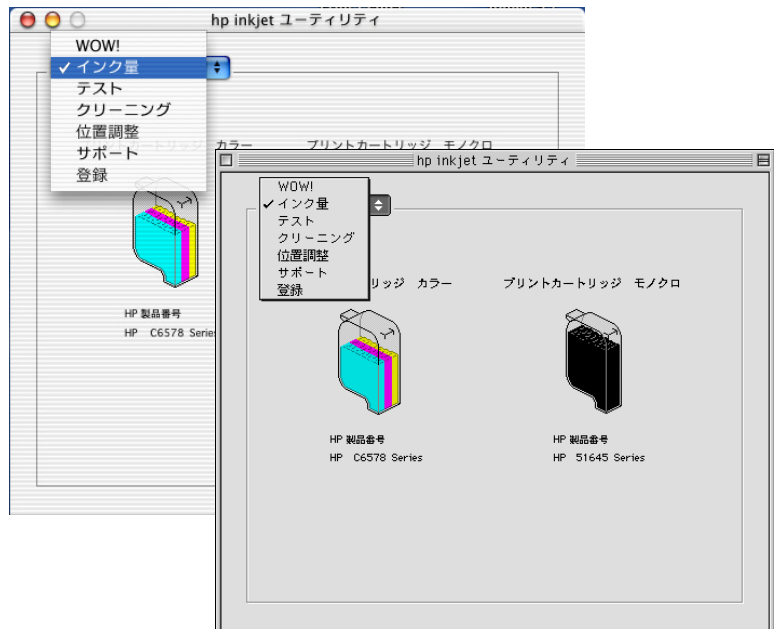 hp inkjet ユーティリティ
WOW!
インク量
テスト
クリーニング
位置調整
サポート
登録
カートリッジ カラー
プリントカートリッジ モノクロ
HP 製品番号
HP C6578 Series
hp inkjet ユーティリティ
WOW!
インク量
テスト
クリーニング
位置調整
サポート
登録
リッジ カラー
プリントカートリッジ モノクロ
HP 製品番号
HP C6578 Series
HP 製品番号
HP 51645 Series